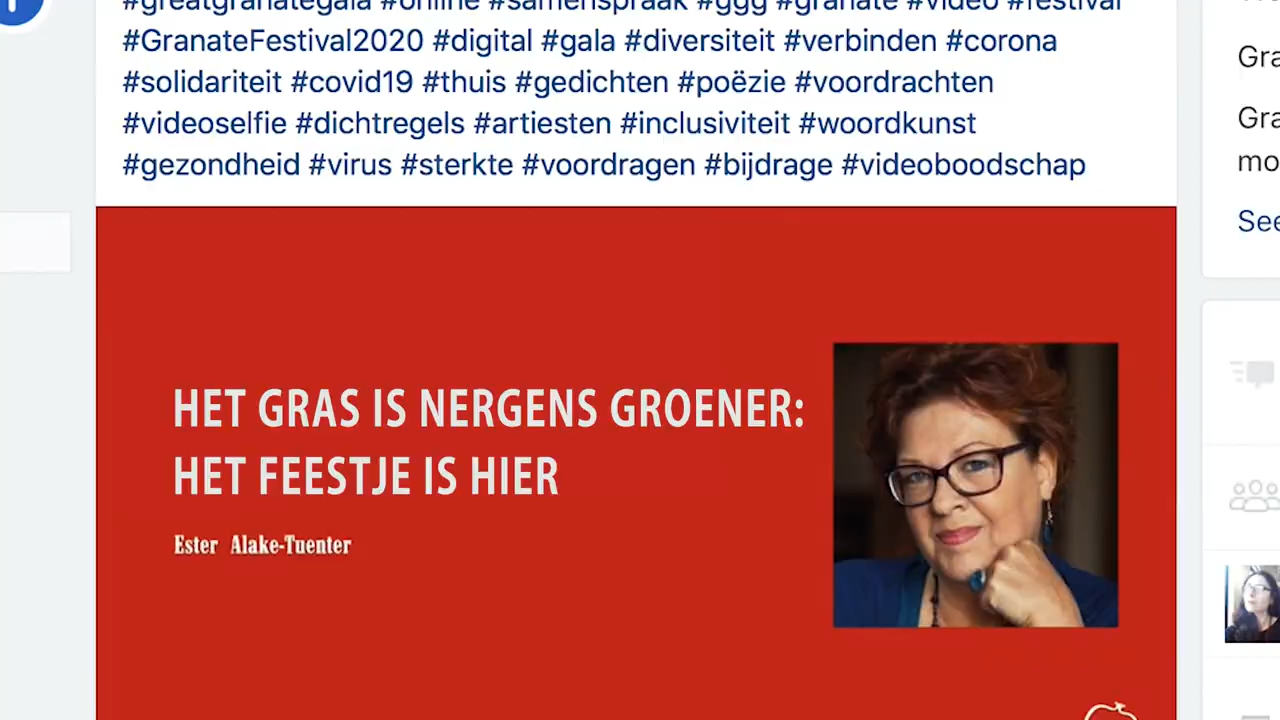 #greatgranategala #online #samenspraak #ggg #granate #video #festival
#GranateFestival2020 #digital #gala #diversiteit #verbinden #corona
#solidariteit #covid19 #thuis #gedichten #poëzie #voordrachten
#videoselfie #dichtregels #artiesten #inclusiviteit #woordkunst
#gezondheid #virus #sterkte #voordragen #bijdrage #videoboodschap
HET GRAS IS NERGENS GROENER:
HET FEESTJE IS HIER
Ester Alake-Tuenter
Gra
Gra
mo
See